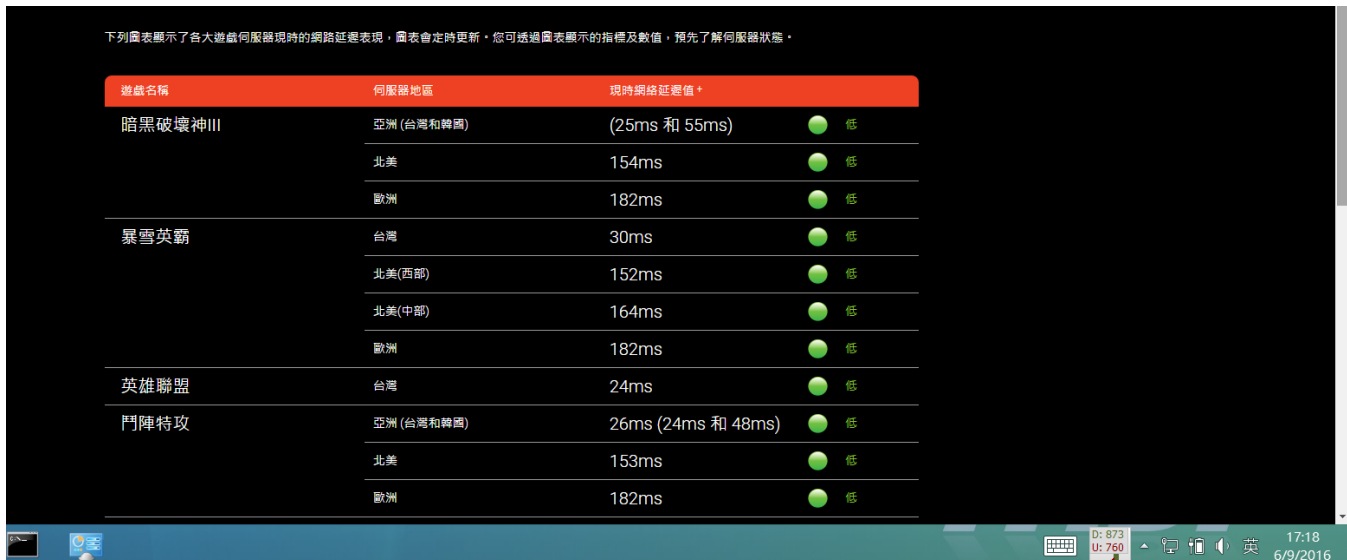 下列圖表顯示了各大遊戲伺服器現時的網路延遲表現，圖表會定時更新。您可透過圖表顯示的指標及數值，預先了解伺服器狀態。
遊戲名稱 伺服器地區 現時網絡延遲值+
暗黑破壞神III 亞洲 (台灣和韓國) (25ms 和 55ms) 低
北美 154ms 低
歐洲 182ms 低
暴雪英霸 台灣 30ms 低
北美(西部) 152ms 低
北美(中部) 164ms 低
歐洲 182ms 低
英雄聯盟 台灣 24ms 低
鬥陣特攻 亞洲 (台灣和韓國) 26ms (24ms 和 48ms) 低
北美 153ms 低
歐洲 182ms 低
D: 873
U: 760
英
17:18
6/9/2016